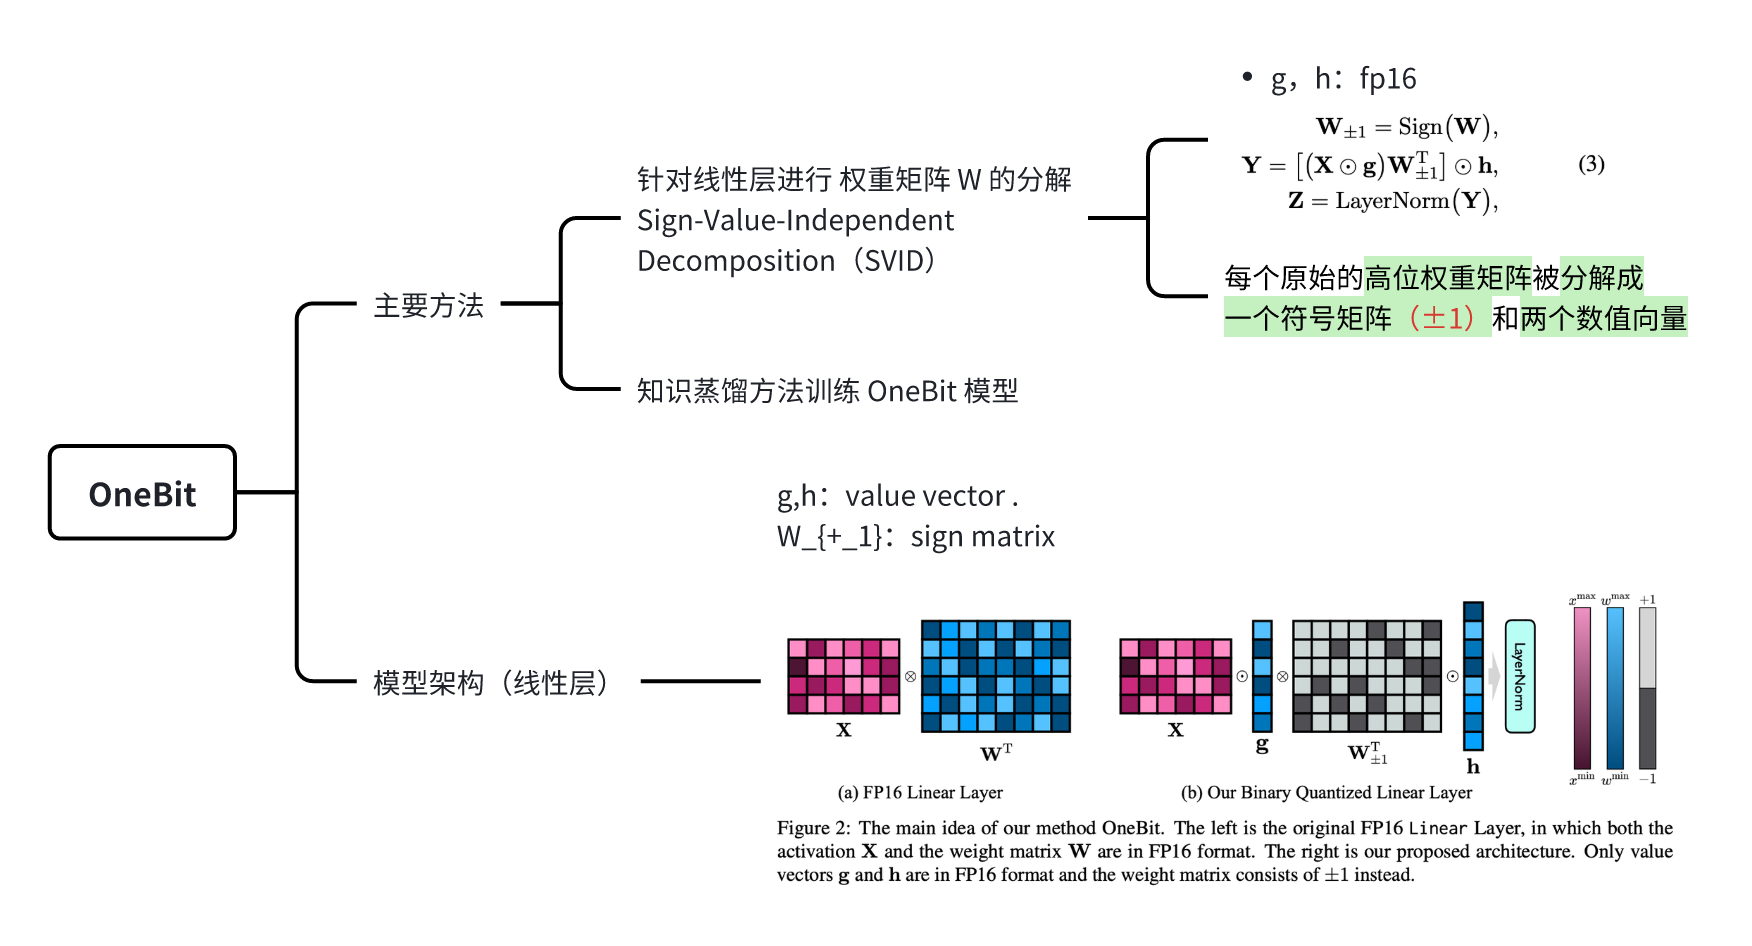 OneBit
主要方法
针对线性层进行 权重矩阵 W 的分解
Sign-Value-Independent
Decomposition（SVID）
• g，h：fp16
W±1 = Sign(W),
Y = [(X ⊙ g)W±1^T] ⊙ h, (3)
Z = LayerNorm(Y),
每个原始的高位权重矩阵被分解成
一个符号矩阵（±1）和两个数值向量
知识蒸馏方法训练 OneBit 模型
模型架构（线性层）
g,h：value vector .
W_{+_1}：sign matrix
X ⊗ W^T
X ⊙ g ⊗ W±1^T ⊙ h LayerNorm
x^max w^max +1
x^min w^min −1
(a) FP16 Linear Layer
(b) Our Binary Quantized Linear Layer
Figure 2: The main idea of our method OneBit. The left is the original FP16 Linear Layer, in which both the
activation X and the weight matrix W are in FP16 format. The right is our proposed architecture. Only value
vectors g and h are in FP16 format and the weight matrix consists of ±1 instead.